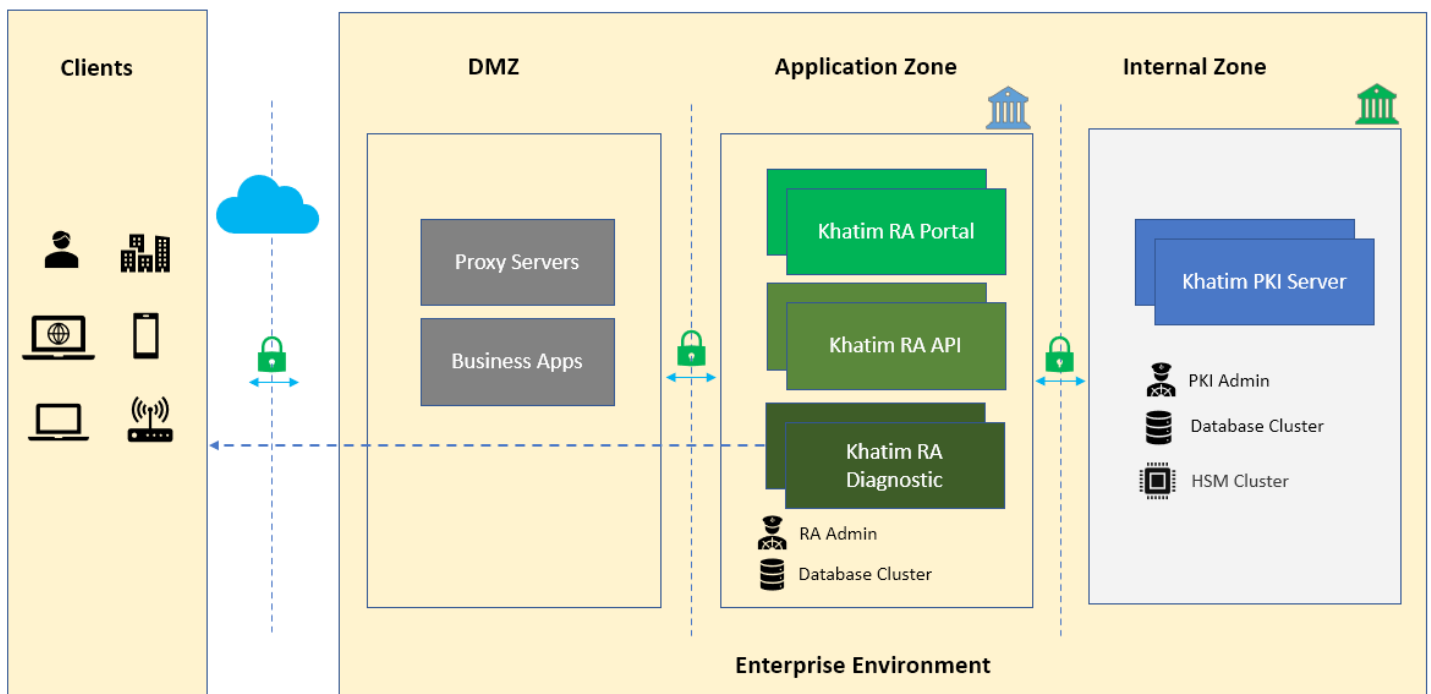 Clients
DMZ
Application Zone
Internal Zone
Proxy Servers
Business Apps
Khatim RA Portal
Khatim RA API
Khatim RA
Diagnostic
RA Admin
Database Cluster
Khatim PKI Server
PKI Admin
Database Cluster
HSM Cluster
Enterprise Environment